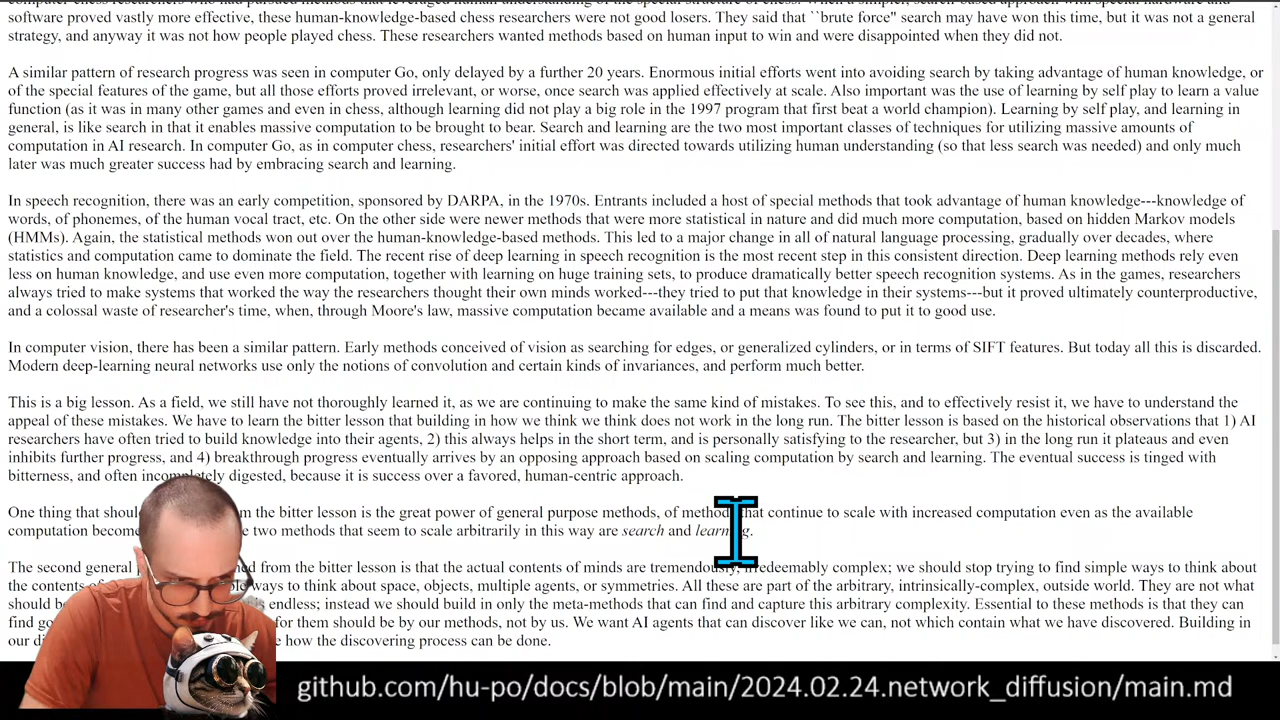 software proved vastly more effective, these human-knowledge-based chess researchers were not good losers. They said that ``brute force" search may have won this time, but it was not a general
strategy, and anyway it was not how people played chess. These researchers wanted methods based on human input to win and were disappointed when they did not.
A similar pattern of research progress was seen in computer Go, only delayed by a further 20 years. Enormous initial efforts went into avoiding search by taking advantage of human knowledge, or
of the special features of the game, but all those efforts proved irrelevant, or worse, once search was applied effectively at scale. Also important was the use of learning by self play to learn a value
function (as it was in many other games and even in chess, although learning did not play a big role in the 1997 program that first beat a world champion). Learning by self play, and learning in
general, is like search in that it enables massive computation to be brought to bear. Search and learning are the two most important classes of techniques for utilizing massive amounts of
computation in AI research. In computer Go, as in computer chess, researchers' initial effort was directed towards utilizing human understanding (so that less search was needed) and only much
later was much greater success had by embracing search and learning.
In speech recognition, there was an early competition, sponsored by DARPA, in the 1970s. Entrants included a host of special methods that took advantage of human knowledge---knowledge of
words, of phonemes, of the human vocal tract, etc. On the other side were newer methods that were more statistical in nature and did much more computation, based on hidden Markov models
(HMMs). Again, the statistical methods won out over the human-knowledge-based methods. This led to a major change in all of natural language processing, gradually over decades, where
statistics and computation came to dominate the field. The recent rise of deep learning in speech recognition is the most recent step in this consistent direction. Deep learning methods rely even
less on human knowledge, and use even more computation, together with learning on huge training sets, to produce dramatically better speech recognition systems. As in the games, researchers
always tried to make systems that worked the way the researchers thought their own minds worked---they tried to put that knowledge in their systems---but it proved ultimately counterproductive,
and a colossal waste of researcher's time, when, through Moore's law, massive computation became available and a means was found to put it to good use.
In computer vision, there has been a similar pattern. Early methods conceived of vision as searching for edges, or generalized cylinders, or in terms of SIFT features. But today all this is discarded.
Modern deep-learning neural networks use only the notions of convolution and certain kinds of invariances, and perform much better.
This is a big lesson. As a field, we still have not thoroughly learned it, as we are continuing to make the same kind of mistakes. To see this, and to effectively resist it, we have to understand the
appeal of these mistakes. We have to learn the bitter lesson that building in how we think we think does not work in the long run. The bitter lesson is based on the historical observations that 1) AI
researchers have often tried to build knowledge into their agents, 2) this always helps in the short term, and is personally satisfying to the researcher, but 3) in the long run it plateaus and even
inhibits further progress, and 4) breakthrough progress eventually arrives by an opposing approach based on scaling computation by search and learning. The eventual success is tinged with
bitterness, and often incompletely digested, because it is success over a favored, human-centric approach.
One thing that the bitter lesson is the great power of general purpose methods, of methods that continue to scale with increased computation even as the available
computation two methods that seem to scale arbitrarily in this way are search and learning.
The second general from the bitter lesson is that the actual contents of minds are tremendously, irredeemably complex; we should stop trying to find simple ways to think about
the contents ways to think about space, objects, multiple agents, or symmetries. All these are part of the arbitrary, intrinsically-complex, outside world. They are not what
should endless; instead we should build in only the meta-methods that can find and capture this arbitrary complexity. Essential to these methods is that they can
find for them should be by our methods, not by us. We want AI agents that can discover like we can, not which contain what we have discovered. Building in
our how the discovering process can be done.
github.com/hu-po/docs/blob/main/2024.02.24.network_diffusion/main.md